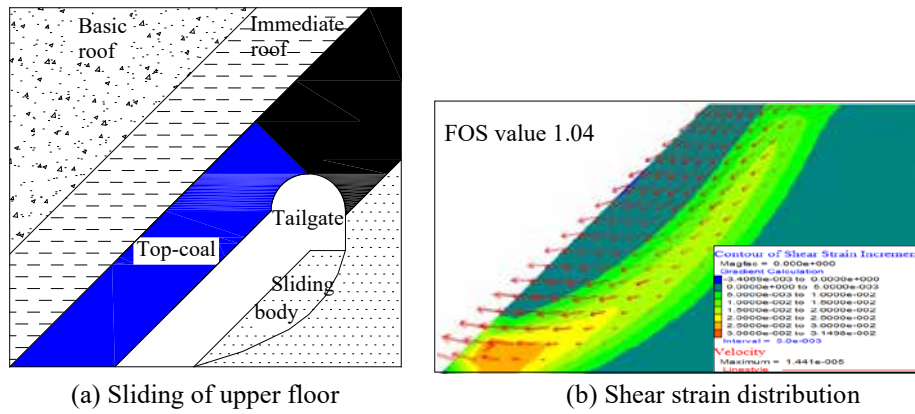 Basic
roof
Immediate
roof
Tailgate
Top-coal
Sliding
body
(a) Sliding of upper floor
FOS value 1.04
Contour of Shear Strain Increment
Magfac = 0.000e+000
Gradient Calculation
-3.4065e-003 to 0.0000e+000
0.0000e+000 to 5.0000e-003
5.0000e-003 to 1.0000e-002
1.0000e-002 to 1.5000e-002
1.5000e-002 to 2.0000e-002
2.0000e-002 to 2.5000e-002
2.5000e-002 to 3.0000e-002
3.0000e-002 to 3.1498e-002
Interval = 5.0e-003
Velocity
Maximum = 1.441e-005
Linestyle
(b) Shear strain distribution